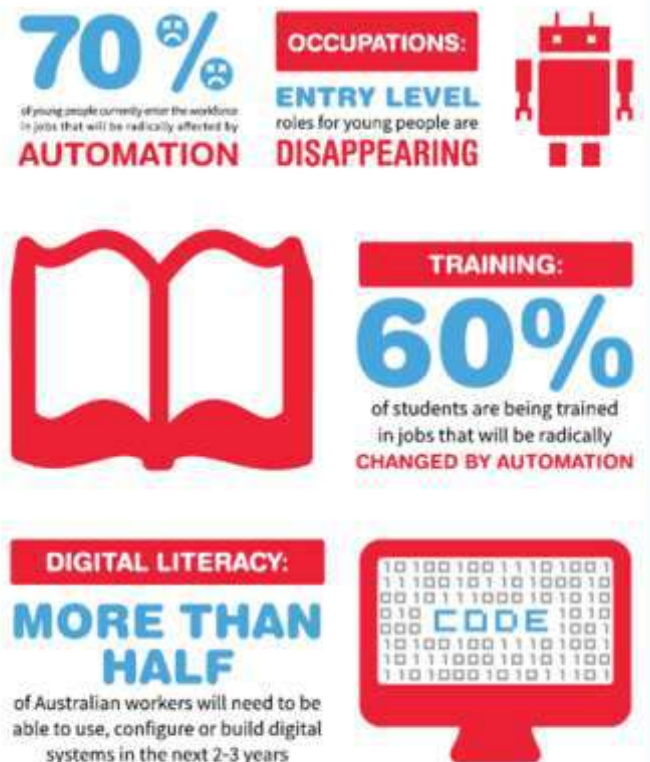 70%
of young people currently enter the workforce
in jobs that will be radically affected by
AUTOMATION
OCCUPATIONS:
ENTRY LEVEL
roles for young people are
DISAPPEARING
TRAINING:
60%
of students are being trained
in jobs that will be radically
CHANGED BY AUTOMATION
DIGITAL LITERACY:
MORE THAN
HALF
of Australian workers will need to be
able to use, configure or build digital
systems in the next 2-3 years
CODE